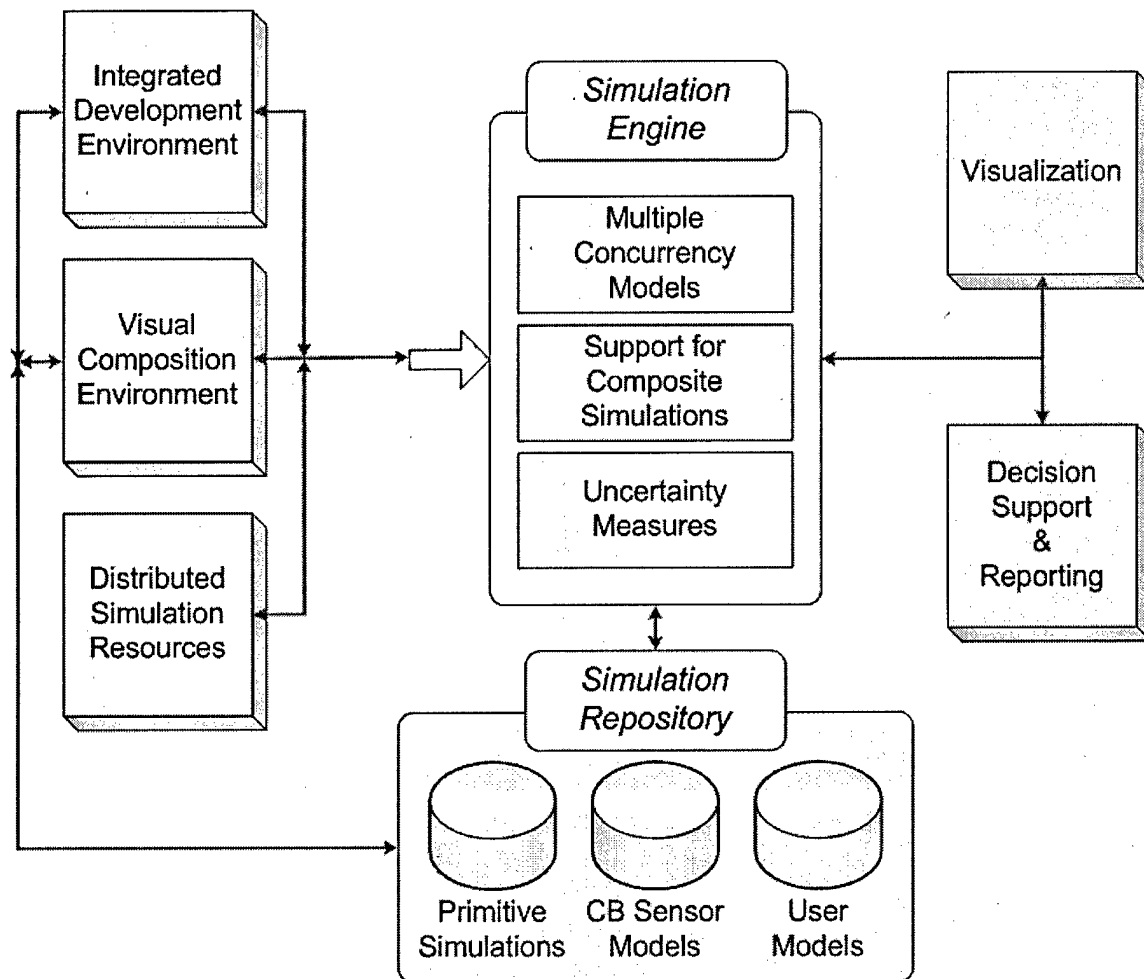 Integrated
Development
Environment
Visual
Composition
Environment
Distributed
Simulation
Resources
Simulation
Engine
Multiple
Concurrency
Models
Support for
Composite
Simulations
Uncertainty
Measures
Visualization
Decision
Support
&
Reporting
Simulation
Repository
Primitive
Simulations
CB Sensor
Models
User
Models